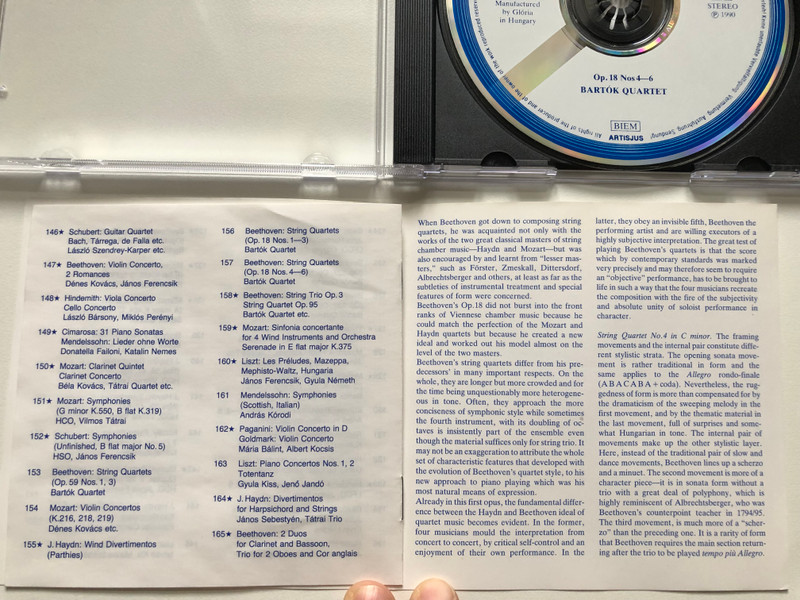 Manufactured
by Glória
in Hungary
STEREO
Ⓟ 1990
Op. 18 Nos 4—6
BARTÓK QUARTET
BIEM
ARTISJUS
All rights of the producer and of the owner of the work reproduced reserved
146★ Schubert: Guitar Quartet
Bach, Tárrega, de Falla etc.
László Szendrey-Karper etc.
147★ Beethoven: Violin Concerto,
2 Romances
Dénes Kovács, János Ferencsik
148★ Hindemith: Viola Concerto
Cello Concerto
László Bársony, Miklós Perényi
149★ Cimarosa: 31 Piano Sonatas
Mendelssohn: Lieder ohne Worte
Donatella Failoni, Katalin Nemes
150★ Mozart: Clarinet Quintet
Clarinet Concerto
Béla Kovács, Tátrai Quartet etc.
151★ Mozart: Symphonies
(G minor K.550, B flat K.319)
HCO, Vilmos Tátrai
152★ Schubert: Symphonies
(Unfinished, B flat major No. 5)
HSO, János Ferencsik
153 Beethoven: String Quartets
(Op. 59 Nos. 1, 3)
Bartók Quartet
154 Mozart: Violin Concertos
(K.216, 218, 219)
Dénes Kovács etc.
155★ J. Haydn: Wind Divertimentos
(Parthies)
156 Beethoven: String Quartets
(Op. 18 Nos. 1—3)
Bartók Quartet
157 Beethoven: String Quartets
(Op. 18 Nos. 4—6)
Bartók Quartet
158★ Beethoven: String Trio Op. 3
String Quartet Op. 95
Bartók Quartet etc.
159★ Mozart: Sinfonia concertante
for 4 Wind Instruments and Orchestra
Serenade in E flat major K.375
160★ Liszt: Les Préludes, Mazeppa,
Mephisto-Waltz, Hungaria
János Ferencsik, Gyula Németh
161 Mendelssohn: Symphonies
(Scottish, Italian)
András Kórodi
162★ Paganini: Violin Concerto in D
Goldmark: Violin Concerto
Mária Bálint, Albert Kocsis
163 Liszt: Piano Concertos Nos. 1, 2
Totentanz
Gyula Kiss, Jenő Jandó
164★ J. Haydn: Divertimentos
for Harpsichord and Strings
János Sebestyén, Tátrai Trio
165★ Beethoven: 2 Duos
for Clarinet and Bassoon,
Trio for 2 Oboes and Cor anglais
When Beethoven got down to composing string
quartets, he was acquainted not only with the
works of the two great classical masters of string
chamber music—Haydn and Mozart—but was
also encouraged by and learnt from "lesser mas-
ters," such as Förster, Zmeskall, Dittersdorf,
Albrechtsberger and others, at least as far as the
subtleties of instrumental treatment and special
features of form were concerned.
Beethoven's Op.18 did not burst into the front
ranks of Viennese chamber music because he
could match the perfection of the Mozart and
Haydn quartets but because he created a new
ideal and worked out his model almost on the
level of the two masters.
Beethoven's string quartets differ from his pre-
decessors' in many important respects. On the
whole, they are longer but more crowded and for
the time being unquestionably more heterogene-
ous in tone. Often, they approach the more
conciseness of symphonic style while sometimes
the fourth instrument, with its doubling of oc-
taves is insistently part of the ensemble even
though the material suffices only for string trio. It
may not be an exaggeration to attribute the whole
set of characteristic features that developed with
the evolution of Beethoven's quartet style, to his
new approach to piano playing which was his
most natural means of expression.
Already in this first opus, the fundamental differ-
ence between the Haydn and Beethoven ideal of
quartet music becomes evident. In the former,
four musicians mould the interpretation from
concert to concert, by critical self-control and an
enjoyment of their own performance. In the
latter, they obey an invisible fifth, Beethoven the
performing artist and are willing executors of a
highly subjective interpretation. The great test of
playing Beethoven's quartets is that the score
which by contemporary standards was marked
very precisely and may therefore seem to require
an "objective" performance, has to be brought to
life in such a way that the four musicians recreate
the composition with the fire of the subjectivity
and absolute unity of soloist performance in
character.
String Quartet No.4 in C minor. The framing
movements and the internal pair constitute differ-
ent stylistic strata. The opening sonata move-
ment is rather traditional in form and the
same applies to the Allegro rondo-finale
(A B A C A B A + coda). Nevertheless, the rug-
gedness of form is more than compensated for by
the dramaticism of the sweeping melody in the
first movement, and by the thematic material in
the last movement, full of surprises and some-
what Hungarian in tone. The internal pair of
movements make up the other stylistic layer.
Here, instead of the traditional pair of slow and
dance movements, Beethoven lines up a scherzo
and a minuet. The second movement is more of a
character piece—it is in sonata form without a
trio with a great deal of polyphony, which is
highly reminiscent of Albrechtsberger, who was
Beethoven's counterpoint teacher in 1794/95.
The third movement, is much more of a "scher-
zo" than the preceding one. It is a rarity of form
that Beethoven requires the main section return-
ing after the trio to be played tempo più Allegro.